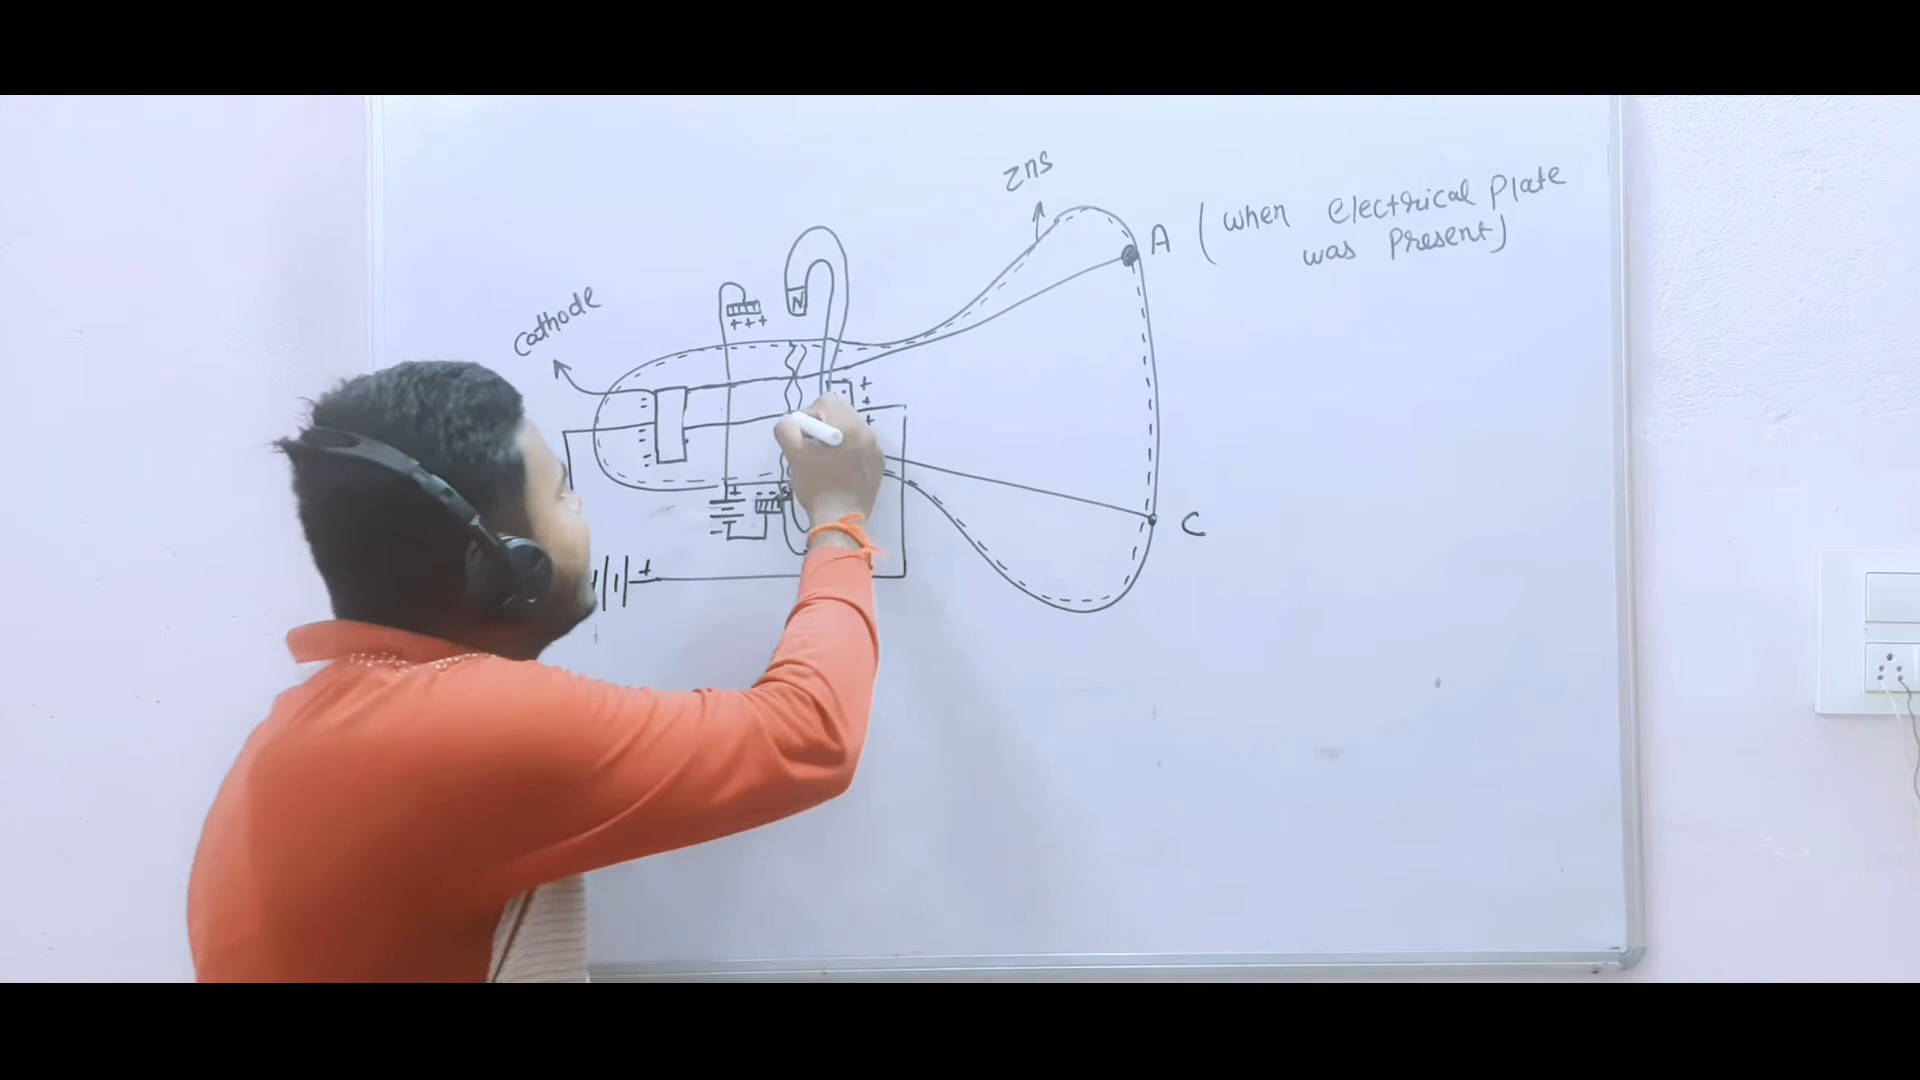 Zns
A (when electrical plate
was present)
cathode
+++
N
+
+
+
+
-
C
+